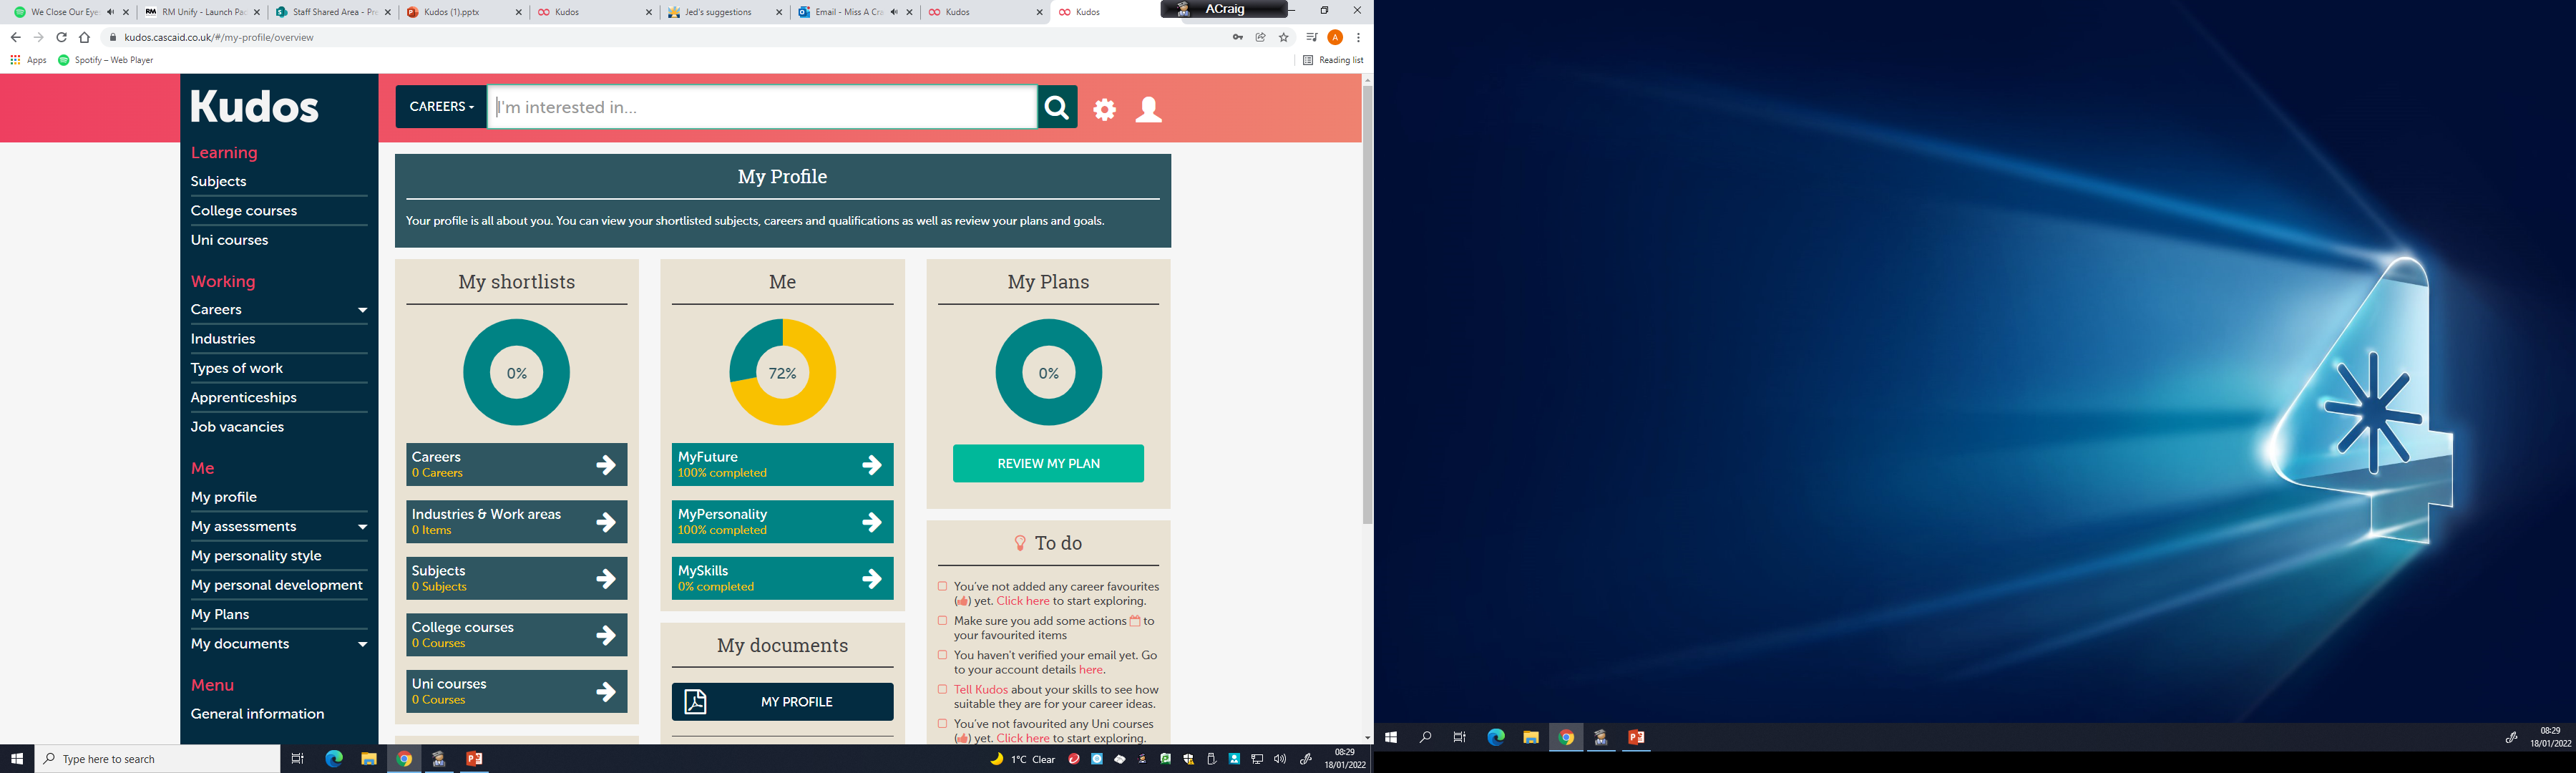 We Close Our Eye
RM Unify - Launch Pac
Staff Shared Area - Pre
Kudos (1).pptx
Kudos
Jed's suggestions
Email - Miss A Cra
Kudos
Kudos
ACraig
kudos.cascaid.co.uk/#/my-profile/overview
Apps
Spotify – Web Player
Reading list
Kudos
Learning
Subjects
College courses
Uni courses
Working
Careers
Industries
Types of work
Apprenticeships
Job vacancies
Me
My profile
My assessments
My personality style
My personal development
My Plans
My documents
Menu
General information
CAREERS
I'm interested in...
My Profile
Your profile is all about you. You can view your shortlisted subjects, careers and qualifications as well as review your plans and goals.
My shortlists
0%
Careers
0 Careers
Industries & Work areas
0 Items
Subjects
0 Subjects
College courses
0 Courses
Uni courses
0 Courses
Me
72%
MyFuture
100% completed
MyPersonality
100% completed
MySkills
0% completed
My documents
MY PROFILE
My Plans
0%
REVIEW MY PLAN
To do
You've not added any career favourites
() yet. Click here to start exploring.
Make sure you add some actions to
your favourited items
You haven't verified your email yet. Go
to your account details here.
Tell Kudos about your skills to see how
suitable they are for your career ideas.
You've not favourited any Uni courses
() yet. Click here to start exploring.
Type here to search
1°C Clear
08:29
18/01/2022
08:29
18/01/2022